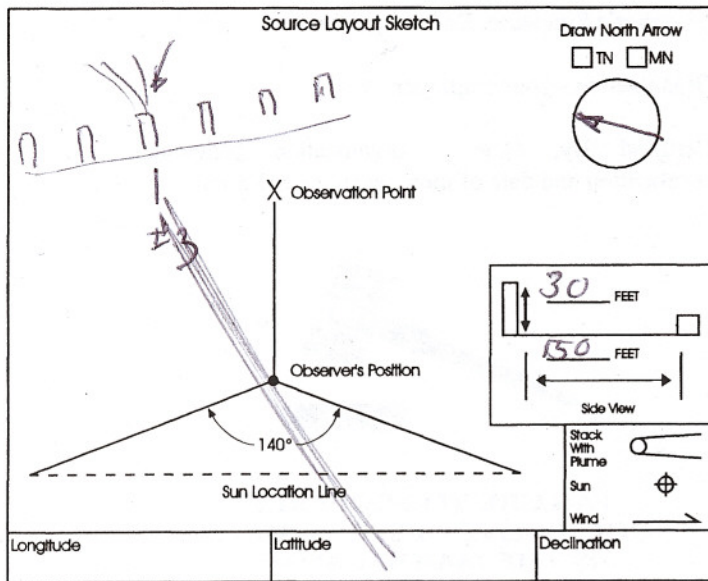 Source Layout Sketch
Draw North Arrow
TN MN
X Observation Point
#3
30 FEET
150 FEET
Side View
Observer's Position
140°
Sun Location Line
Stack
With
Plume
Sun
Wind
Longitude Latitude Declination